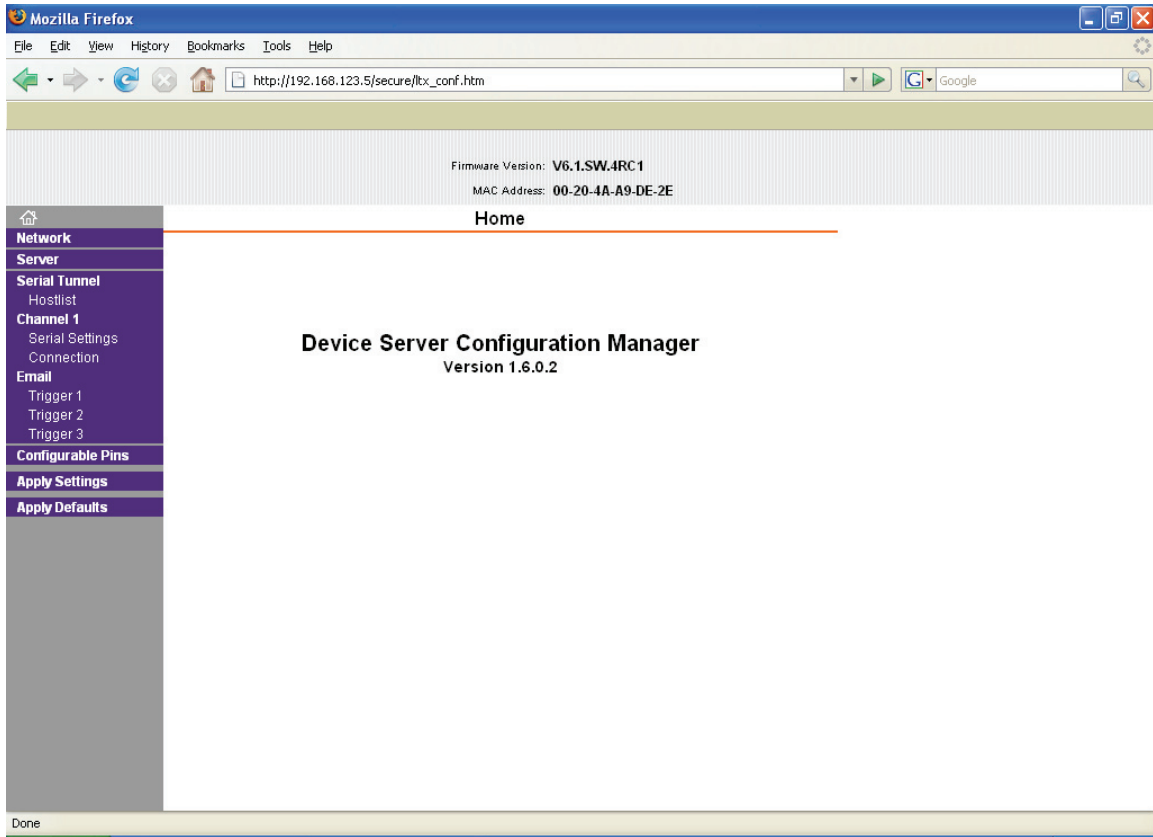 Mozilla Firefox
File Edit View History Bookmarks Tools Help
http://192.168.123.5/secure/ltx_conf.htm
G Google
Firmware Version: V6.1.SW.4RC1
MAC Address: 00-20-4A-A9-DE-2E
Home
Network
Server
Serial Tunnel
Hostlist
Channel 1
Serial Settings
Connection
Email
Trigger 1
Trigger 2
Trigger 3
Configurable Pins
Apply Settings
Apply Defaults
Device Server Configuration Manager
Version 1.6.0.2
Done